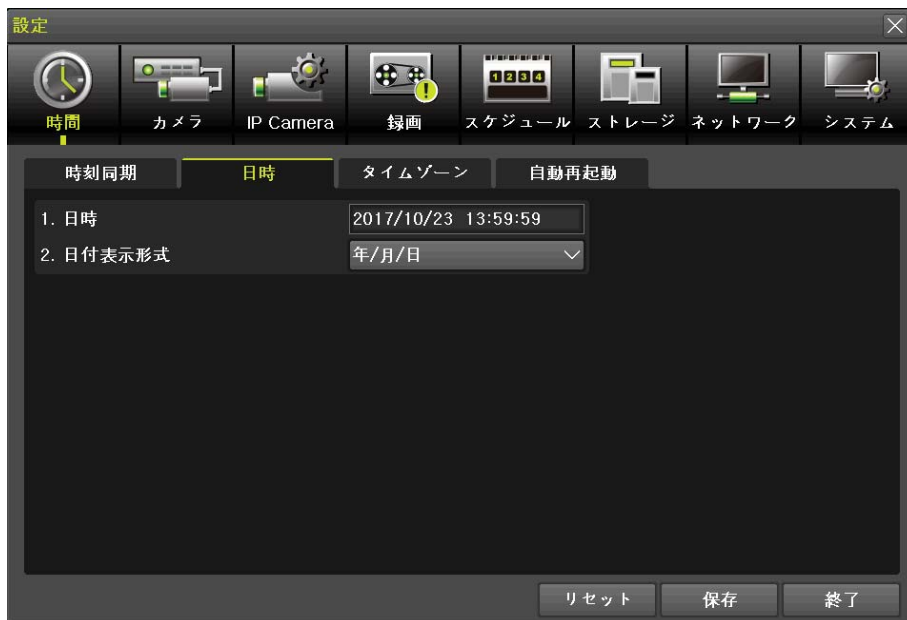 設定
時間 カメラ IP Camera 録画 スケジュール ストレージ ネットワーク システム
時刻同期 日時 タイムゾーン 自動再起動
1. 日時 2017/10/23 13:59:59
2. 日付表示形式 年/月/日
リセット 保存 終了